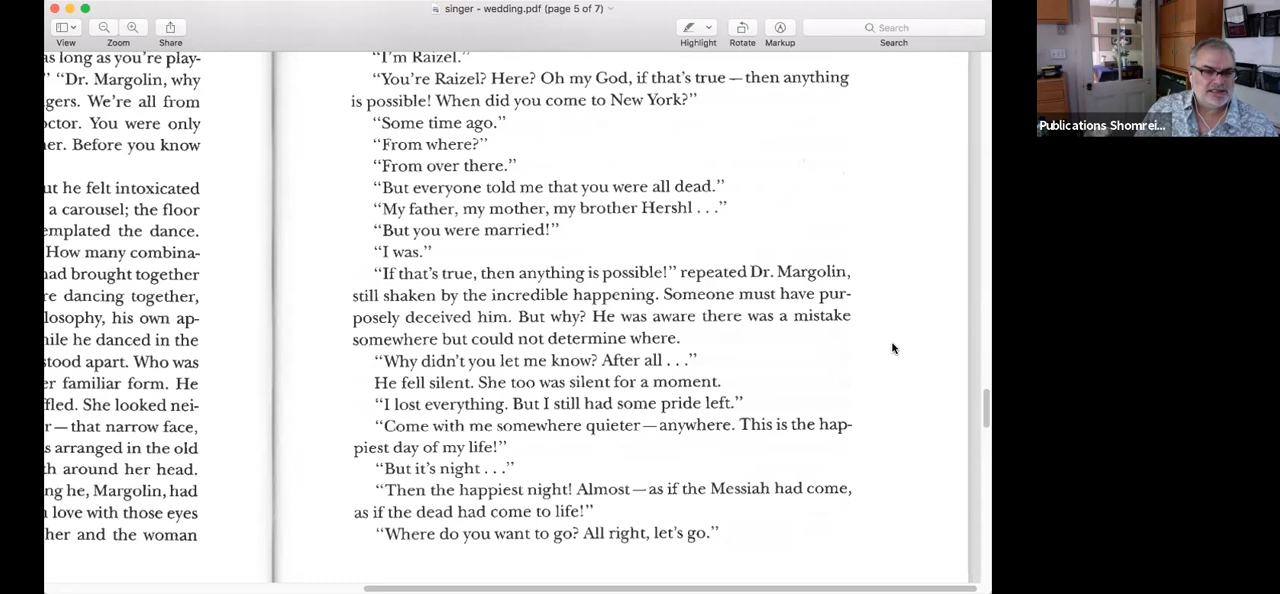 singer - wedding.pdf (page 5 of 7)
View
Zoom
Share
Highlight
Rotate
Markup
Search
Search
as long as you're play-
” “Dr. Margolin, why
gers. We're all from
octor. You were only
er. Before you know
ut he felt intoxicated
a carousel; the floor
emplated the dance.
How many combina-
had brought together
re dancing together,
losophy, his own ap-
hile he danced in the
stood apart. Who was
er familiar form. He
ffled. She looked nei-
r—that narrow face,
s arranged in the old
h around her head.
ng he, Margolin, had
love with those eyes
her and the woman
“I'm Raizel.”
“You're Raizel? Here? Oh my God, if that's true—then anything
is possible! When did you come to New York?”
“Some time ago.”
“From where?”
“From over there.”
“But everyone told me that you were all dead.”
“My father, my mother, my brother Hershl . . .”
“But you were married!”
“I was.”
“If that's true, then anything is possible!” repeated Dr. Margolin,
still shaken by the incredible happening. Someone must have pur-
posely deceived him. But why? He was aware there was a mistake
somewhere but could not determine where.
“Why didn't you let me know? After all . . .”
He fell silent. She too was silent for a moment.
“I lost everything. But I still had some pride left.”
“Come with me somewhere quieter—anywhere. This is the hap-
piest day of my life!”
“But it's night . . .”
“Then the happiest night! Almost—as if the Messiah had come,
as if the dead had come to life!”
“Where do you want to go? All right, let's go.”
Publications Shomrei...